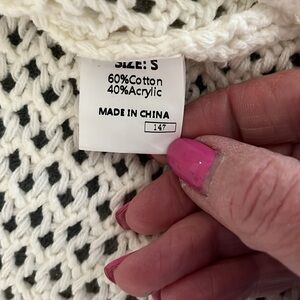 SIZE: S
60%Cotton
40%Acrylic
MADE IN CHINA
147